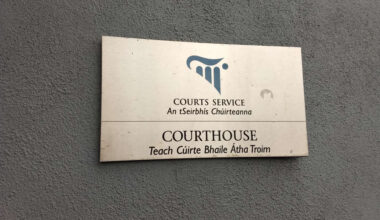 COURTS SERVICE
An tSeirbhís Chúirteanna
COURTHOUSE
Teach Cúirte Bhaile Átha Troim